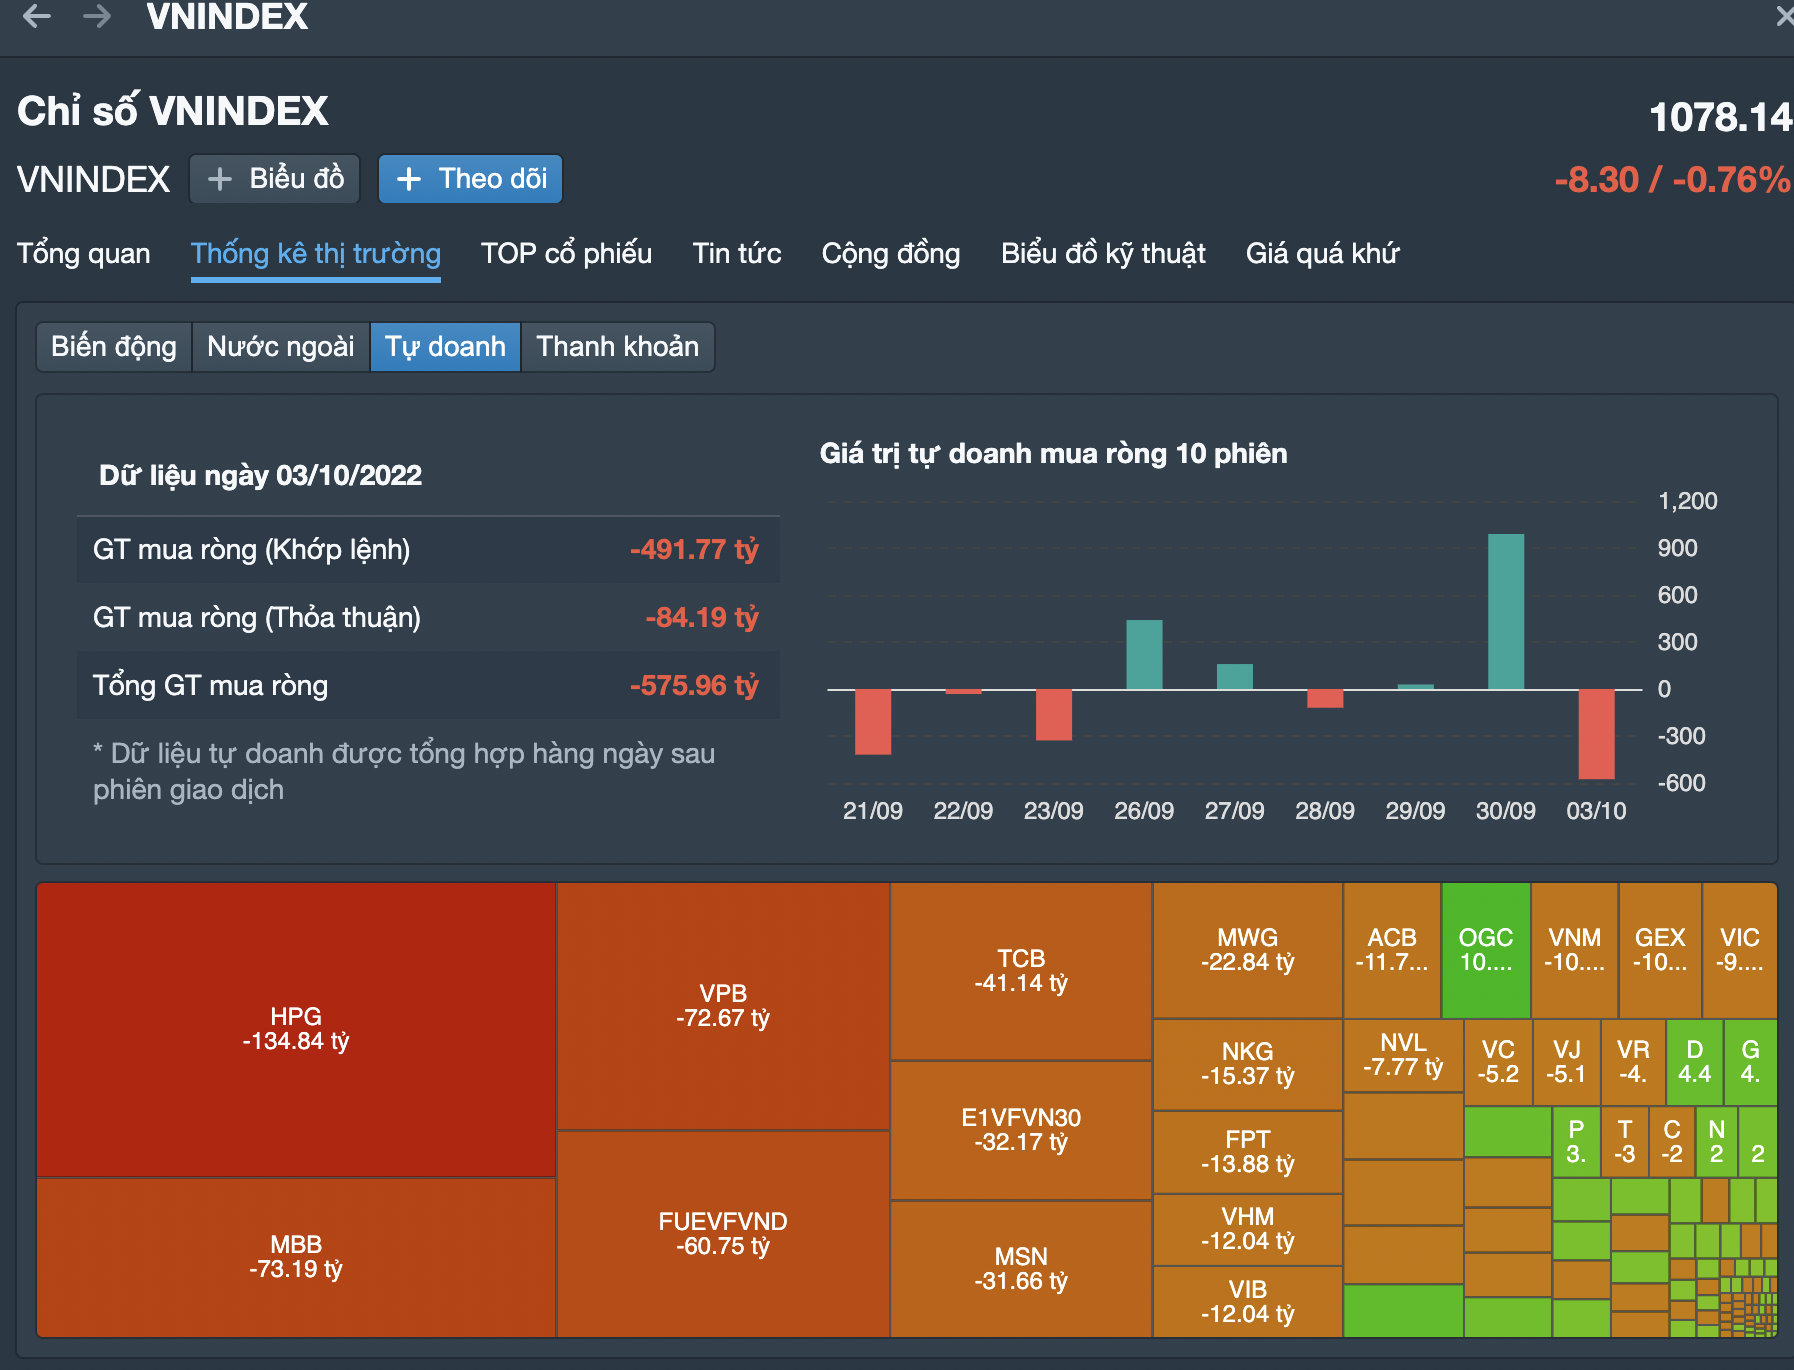 VNINDEX
Chỉ số VNINDEX
1078.14
VNINDEX
+ Biểu đồ
+ Theo dõi
-8.30 / -0.76%
Tổng quan
Thống kê thị trường
TOP cổ phiếu
Tin tức
Cộng đồng
Biểu đồ kỹ thuật
Giá quá khứ
Biến động
Nước ngoài
Tự doanh
Thanh khoản
Dữ liệu ngày 03/10/2022
GT mua ròng (Khớp lệnh)
-491.77 tỷ
GT mua ròng (Thỏa thuận)
-84.19 tỷ
Tổng GT mua ròng
-575.96 tỷ
* Dữ liệu tự doanh được tổng hợp hàng ngày sau
phiên giao dịch
Giá trị tự doanh mua ròng 10 phiên
1,200
900
600
300
0
-300
-600
21/09
22/09
23/09
26/09
27/09
28/09
29/09
30/09
03/10
HPG
-134.84 tỷ
MBB
-73.19 tỷ
VPB
-72.67 tỷ
FUEVFVND
-60.75 tỷ
TCB
-41.14 tỷ
E1VFVN30
-32.17 tỷ
MSN
-31.66 tỷ
MWG
-22.84 tỷ
NKG
-15.37 tỷ
FPT
-13.88 tỷ
VHM
-12.04 tỷ
VIB
-12.04 tỷ
ACB
-11.7...
OGC
10....
VNM
-10....
GEX
-10...
VIC
-9....
NVL
-7.77 tỷ
VC
-5.2
VJ
-5.1
VR
-4.
D
4.4
G
4.
P
3.
T
-3
C
-2
N
2
2